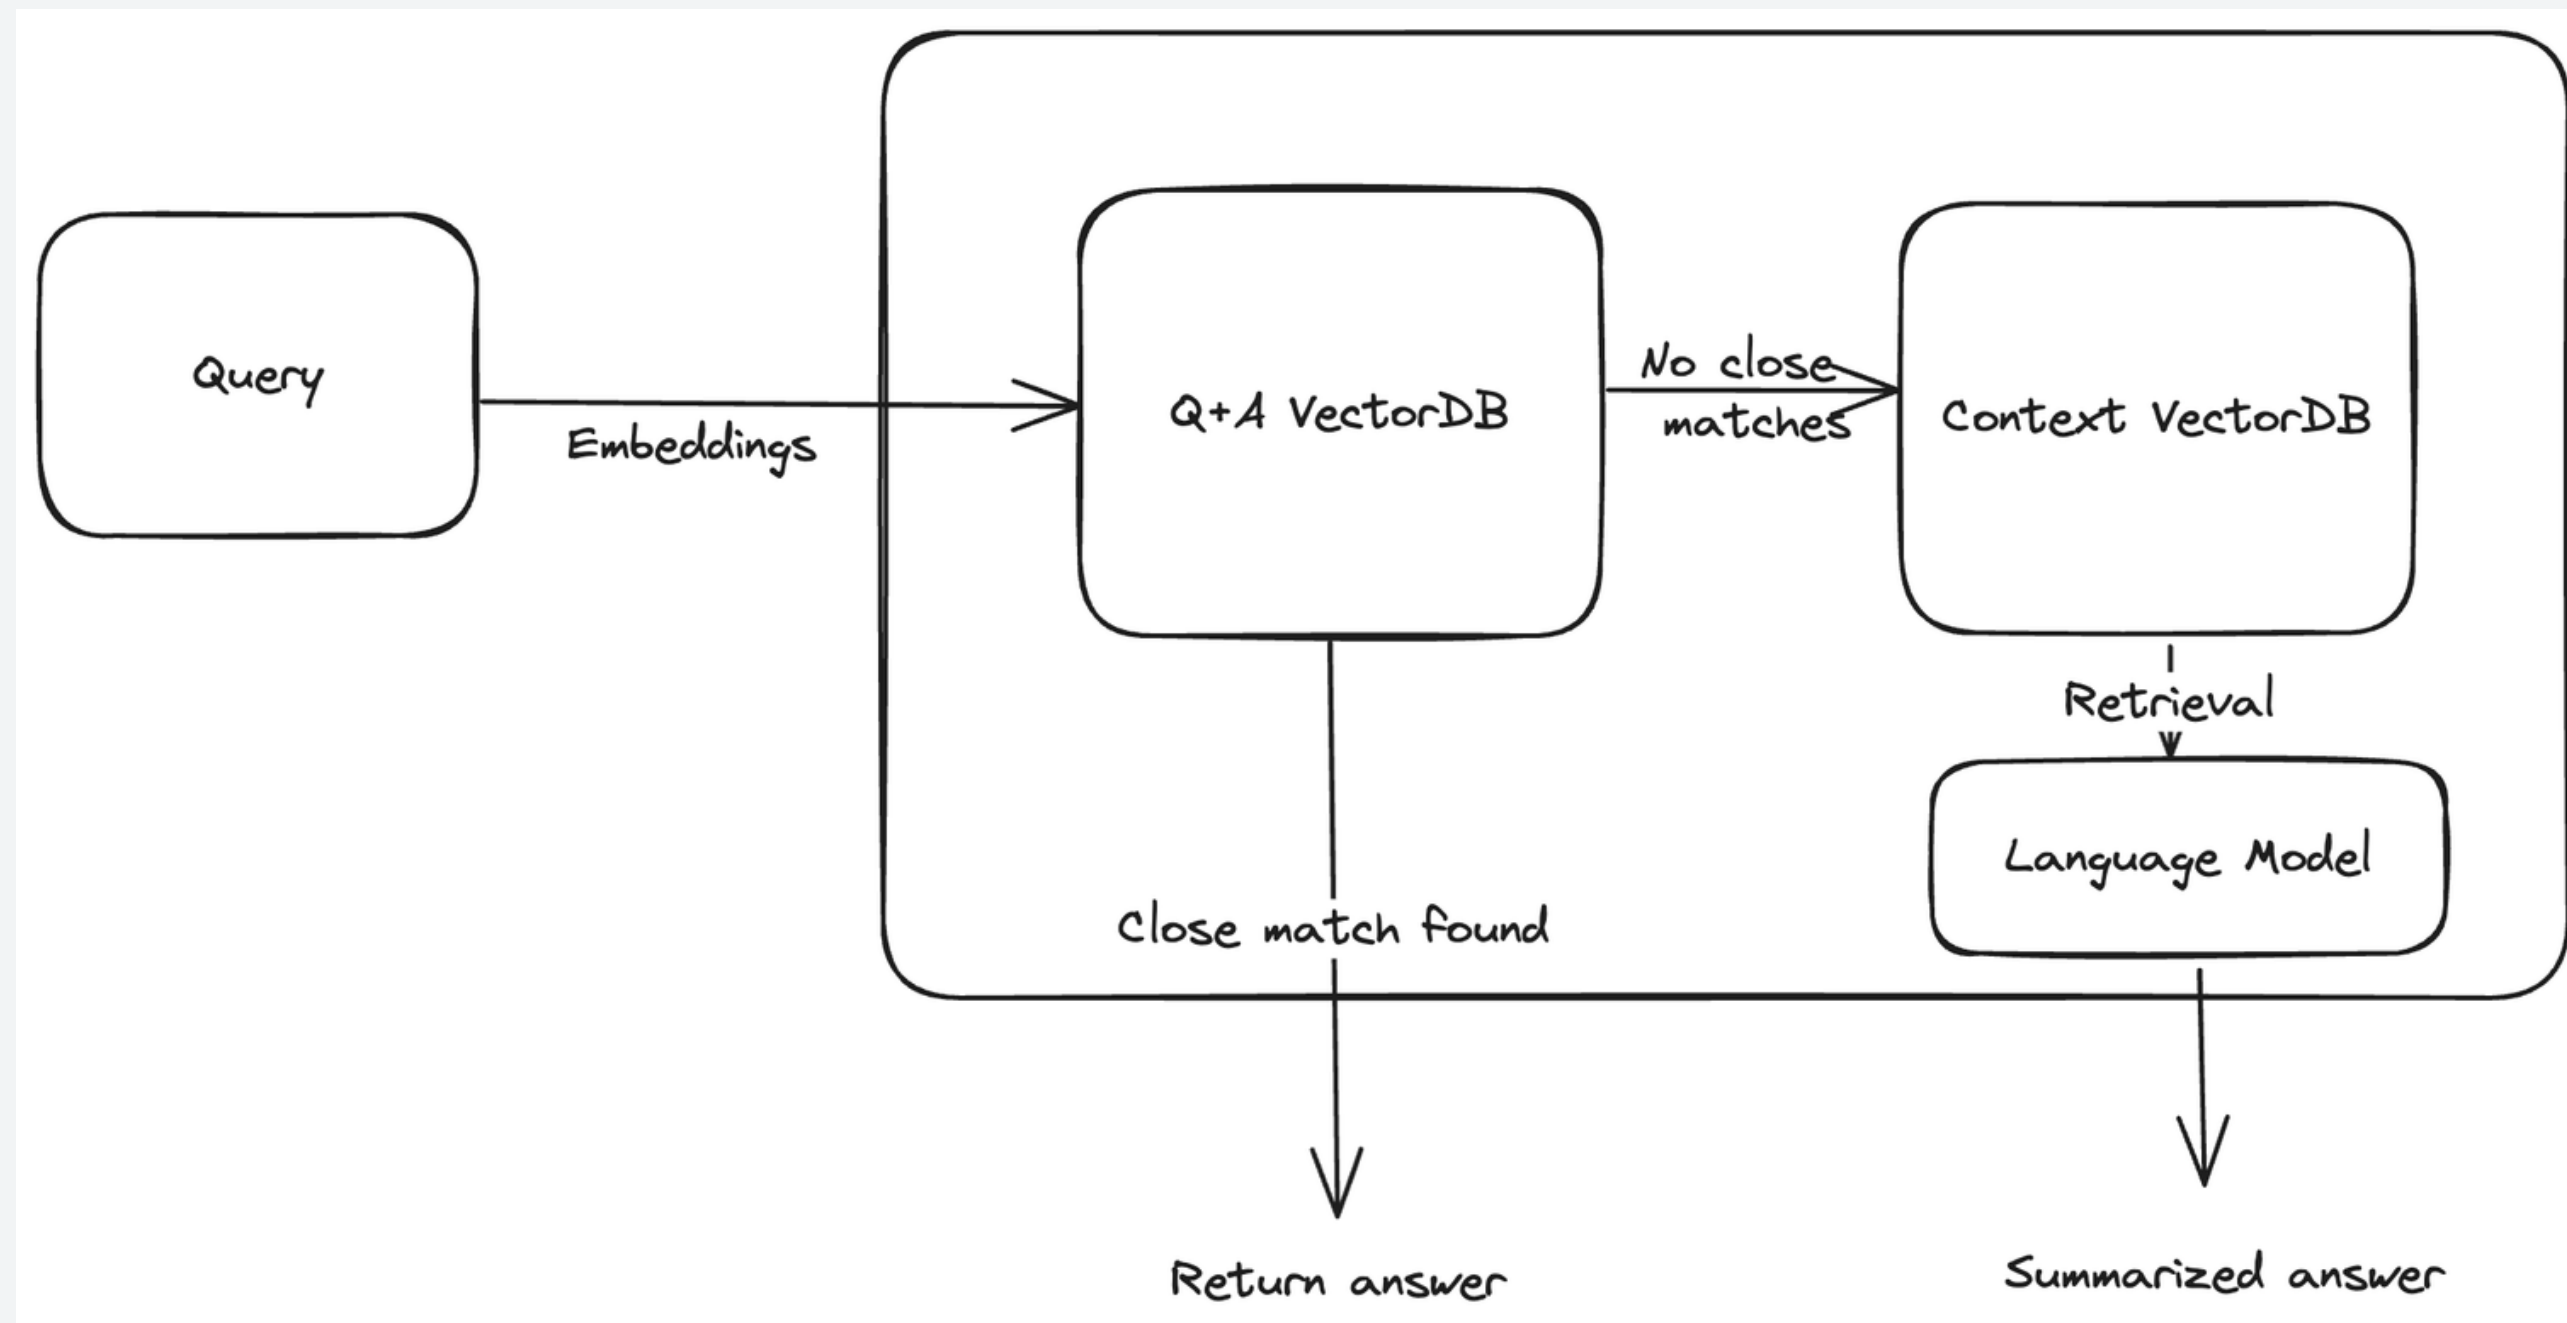 Query
Embeddings
Q+A VectorDB
No close
matches
Context VectorDB
Retrieval
Language Model
Close match found
Return answer
Summarized answer